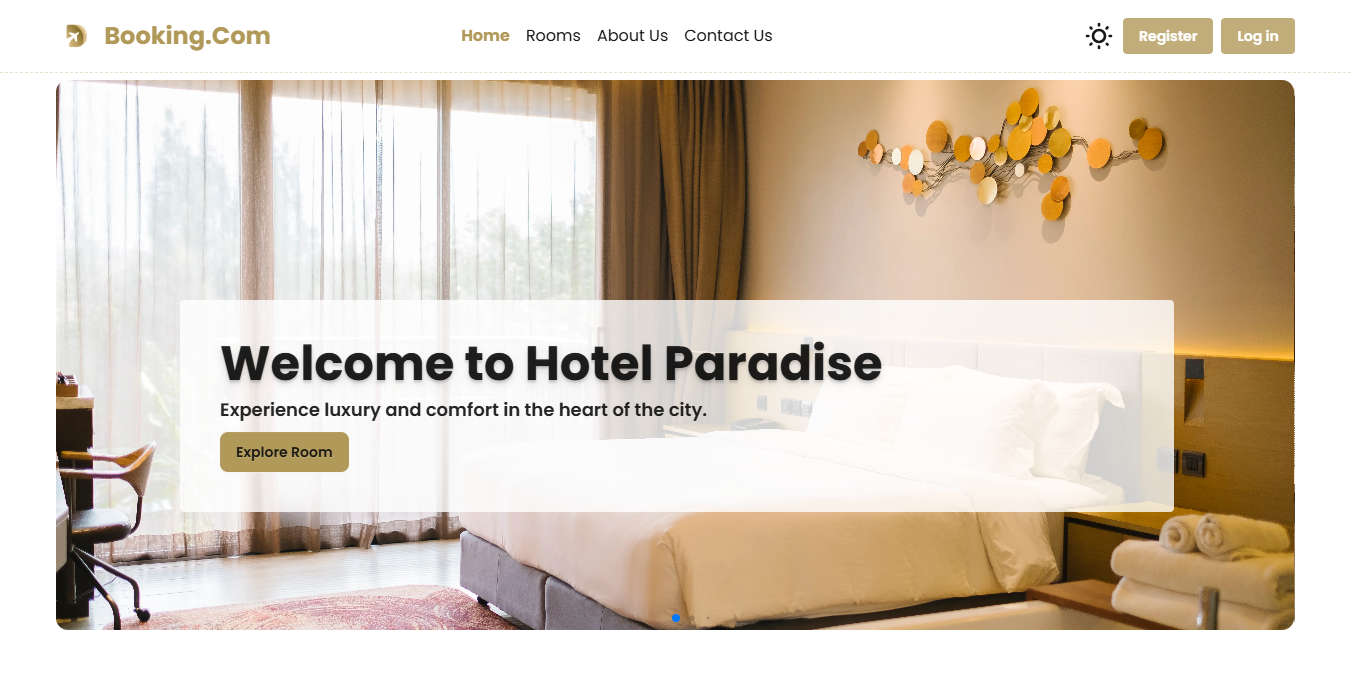 Booking.Com
Home Rooms About Us Contact Us
Register Log in
Welcome to Hotel Paradise
Experience luxury and comfort in the heart of the city.
Explore Room